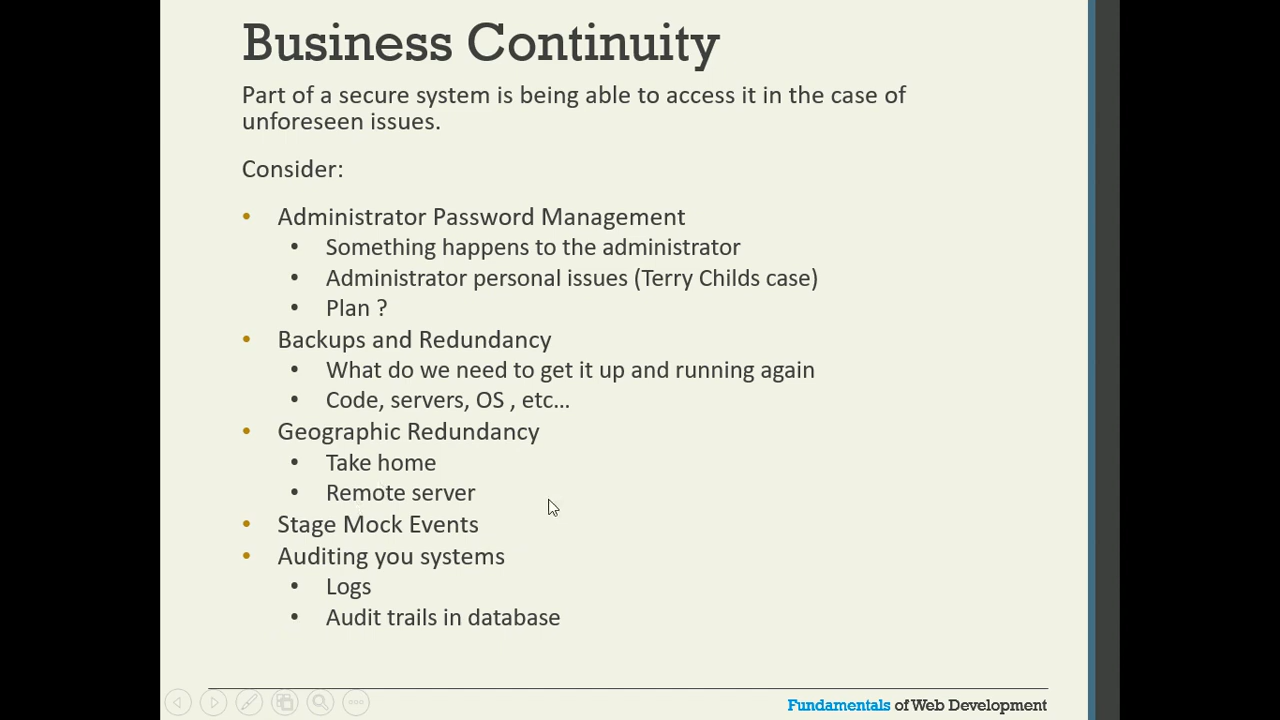 Business Continuity
Part of a secure system is being able to access it in the case of
unforeseen issues.
Consider:
• Administrator Password Management
• Something happens to the administrator
• Administrator personal issues (Terry Childs case)
• Plan ?
• Backups and Redundancy
• What do we need to get it up and running again
• Code, servers, OS , etc...
• Geographic Redundancy
• Take home
• Remote server
• Stage Mock Events
• Auditing you systems
• Logs
• Audit trails in database
Fundamentals of Web Development